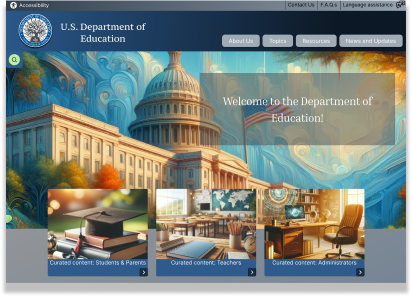 Accessibility
Contact Us
F.A.Qs
Language assistance
U.S. Department of
Education
About Us
Topics
Resources
News and Updates
Welcome to the Department of
Education!
Curated content: Students & Parents
Curated content: Teachers
Curated content: Administrators